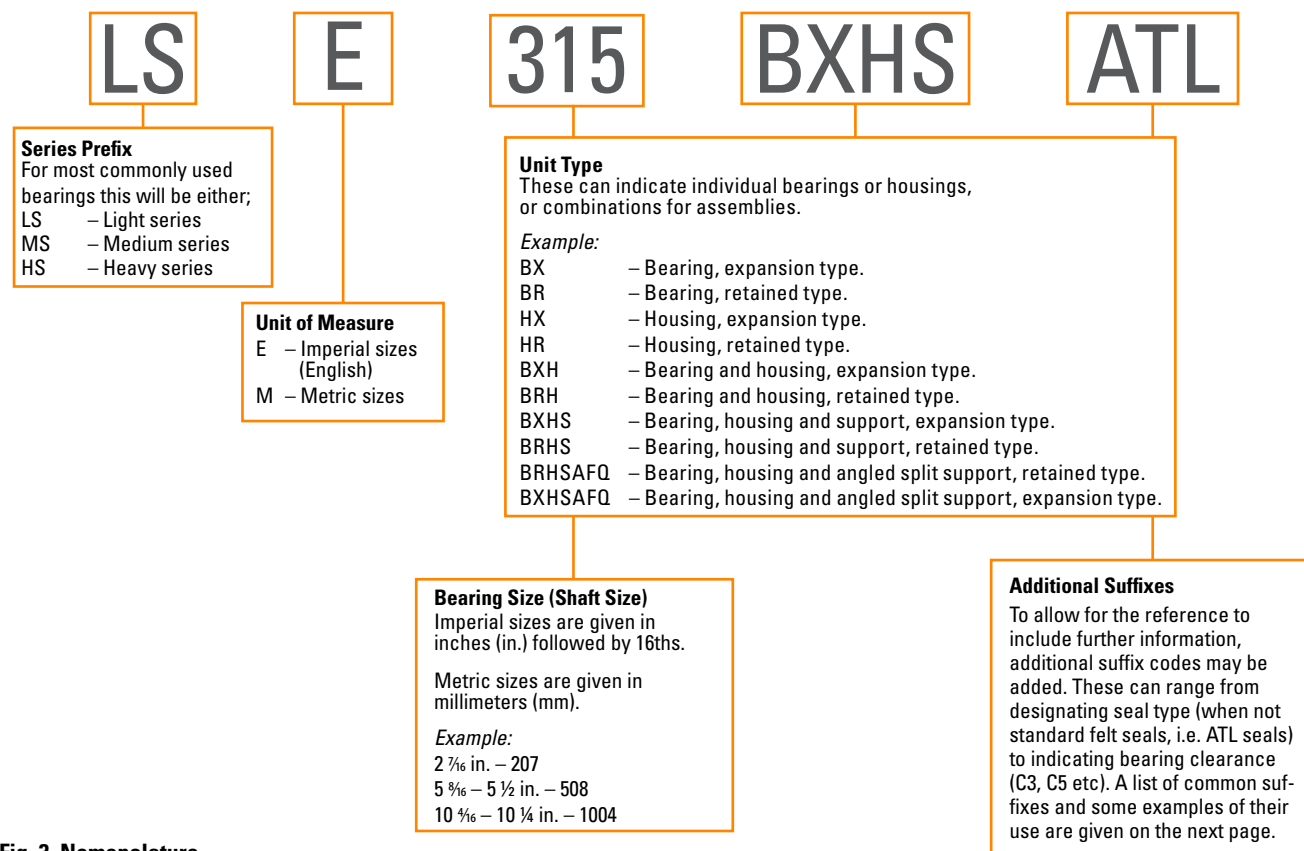 LS E 315 BXHS ATL
Series Prefix
For most commonly used
bearings this will be either;
LS – Light series
MS – Medium series
HS – Heavy series
Unit of Measure
E – Imperial sizes
(English)
M – Metric sizes
Unit Type
These can indicate individual bearings or housings,
or combinations for assemblies.
Example:
BX – Bearing, expansion type.
BR – Bearing, retained type.
HX – Housing, expansion type.
HR – Housing, retained type.
BXH – Bearing and housing, expansion type.
BRH – Bearing and housing, retained type.
BXHS – Bearing, housing and support, expansion type.
BRHS – Bearing, housing and support, retained type.
BRHSAFQ – Bearing, housing and angled split support, retained type.
BXHSAFQ – Bearing, housing and angled split support, expansion type.
Bearing Size (Shaft Size)
Imperial sizes are given in
inches (in.) followed by 16ths.
Metric sizes are given in
millimeters (mm).
Example:
2 7/16 in. – 207
5 8/16 – 5 ½ in. – 508
10 4/16 – 10 ¼ in. – 1004
Additional Suffixes
To allow for the reference to
include further information,
additional suffix codes may be
added. These can range from
designating seal type (when not
standard felt seals, i.e. ATL seals)
to indicating bearing clearance
(C3, C5 etc). A list of common suf-
fixes and some examples of their
use are given on the next page.